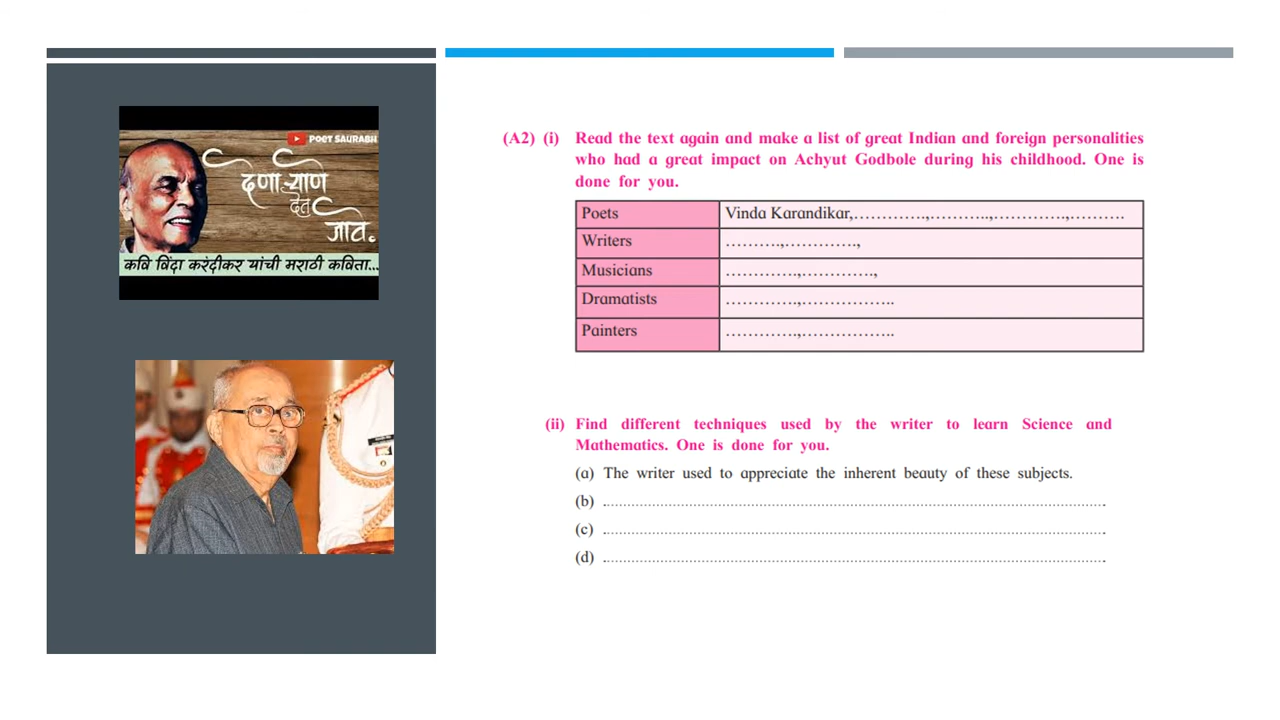 POET SAURABH
देणाऱ्याने
देत
जावे.
कवि विंदा करंदीकर यांची मराठी कविता...
(A2) (i) Read the text again and make a list of great Indian and foreign personalities
who had a great impact on Achyut Godbole during his childhood. One is
done for you.
Poets Vinda Karandikar,.............,...........,.............,..........
Writers ..........,.............,
Musicians .............,.............,
Dramatists .............,.................
Painters .............,.................
(ii) Find different techniques used by the writer to learn Science and
Mathematics. One is done for you.
(a) The writer used to appreciate the inherent beauty of these subjects.
(b) ..............................................................
(c) ..............................................................
(d) ..............................................................